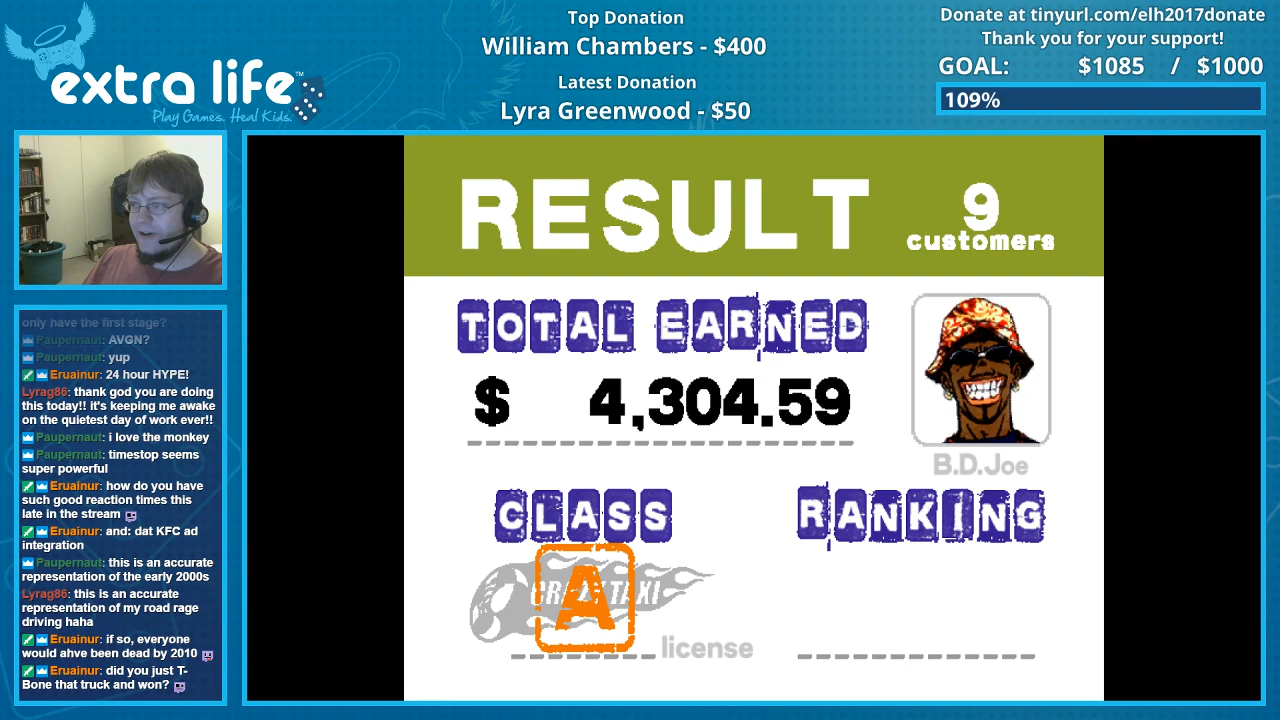 extra life™
Play Games. Heal Kids.
Top Donation
William Chambers - $400
Latest Donation
Lyra Greenwood - $50
Donate at tinyurl.com/elh2017donate
Thank you for your support!
GOAL: $1085 / $1000
109%
only have the first stage?
Paupernaut: AVGN?
Paupernaut: yup
Eruainur: 24 hour HYPE!
Lyrag86: thank god you are doing
this today!! it's keeping me awake
on the quietest day of work ever!!
Paupernaut: i love the monkey
Paupernaut: timestop seems
super powerful
Eruainur: how do you have
such good reaction times this
late in the stream
Eruainur: and: dat KFC ad
integration
Paupernaut: this is an accurate
representation of the early 2000s
Lyrag86: this is an accurate
representation of my road rage
driving haha
Eruainur: if so, everyone
would ahve been dead by 2010
Eruainur: did you just T-
Bone that truck and won?
RESULT 9
customers
TOTAL EARNED
$ 4,304.59
B.D.Joe
CLASS RANKING
CRAZY TAXI
A
license